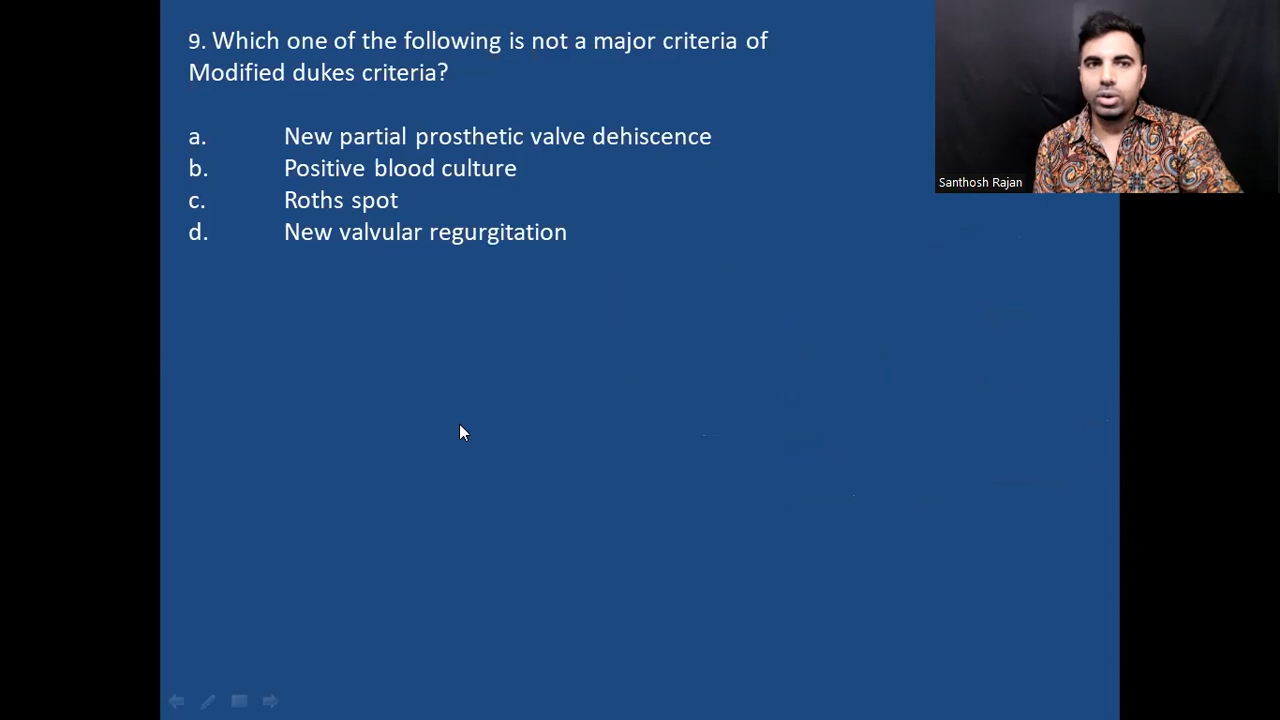 9. Which one of the following is not a major criteria of
Modified dukes criteria?
a. New partial prosthetic valve dehiscence
b. Positive blood culture
c. Roths spot
d. New valvular regurgitation
Santhosh Rajan